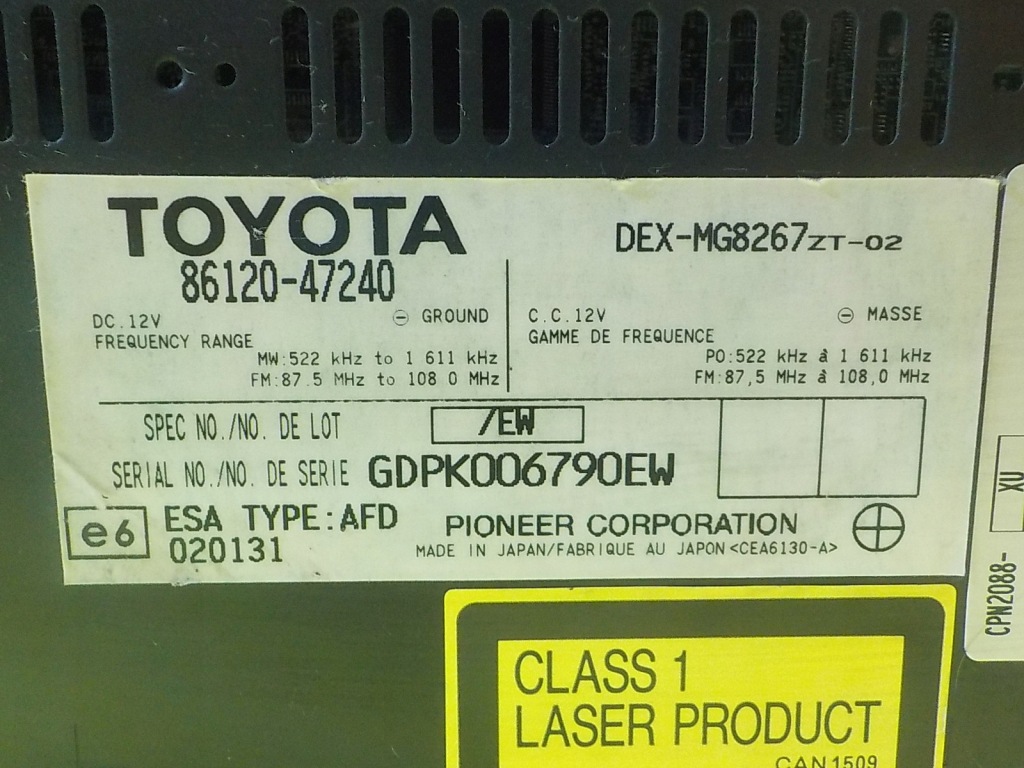 TOYOTA
86120-47240
DEX-MG8267ZT-02
DC.12V ⊖ GROUND
FREQUENCY RANGE
MW:522 kHz to 1 611 kHz
FM:87.5 MHz to 108.0 MHz
C.C.12V ⊖ MASSE
GAMME DE FREQUENCE
PO:522 kHz à 1 611 kHz
FM:87,5 MHz à 108,0 MHz
SPEC NO./NO. DE LOT /EW
SERIAL NO./NO. DE SERIE GDPK006790EW
e6 ESA TYPE:AFD
020131
PIONEER CORPORATION
MADE IN JAPAN/FABRIQUE AU JAPON <CEA6130-A>
XU
CPN2088-
CLASS 1
LASER PRODUCT
CAN1509